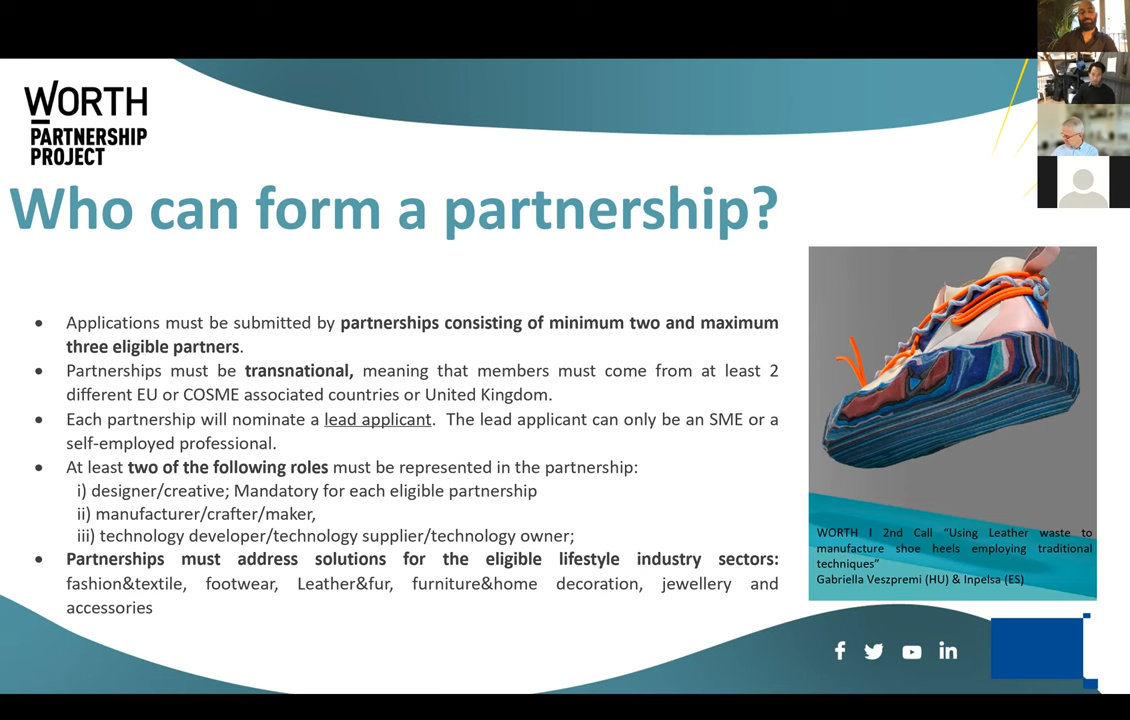 WORTH
PARTNERSHIP
PROJECT
Who can form a partnership?
• Applications must be submitted by partnerships consisting of minimum two and maximum
three eligible partners.
• Partnerships must be transnational, meaning that members must come from at least 2
different EU or COSME associated countries or United Kingdom.
• Each partnership will nominate a lead applicant. The lead applicant can only be an SME or a
self-employed professional.
• At least two of the following roles must be represented in the partnership:
i) designer/creative; Mandatory for each eligible partnership
ii) manufacturer/crafter/maker,
iii) technology developer/technology supplier/technology owner;
• Partnerships must address solutions for the eligible lifestyle industry sectors:
fashion&textile, footwear, Leather&fur, furniture&home decoration, jewellery and
accessories
WORTH I 2nd Call “Using Leather waste to
manufacture shoe heels employing traditional
techniques”
Gabriella Veszpremi (HU) & Inpelsa (ES)